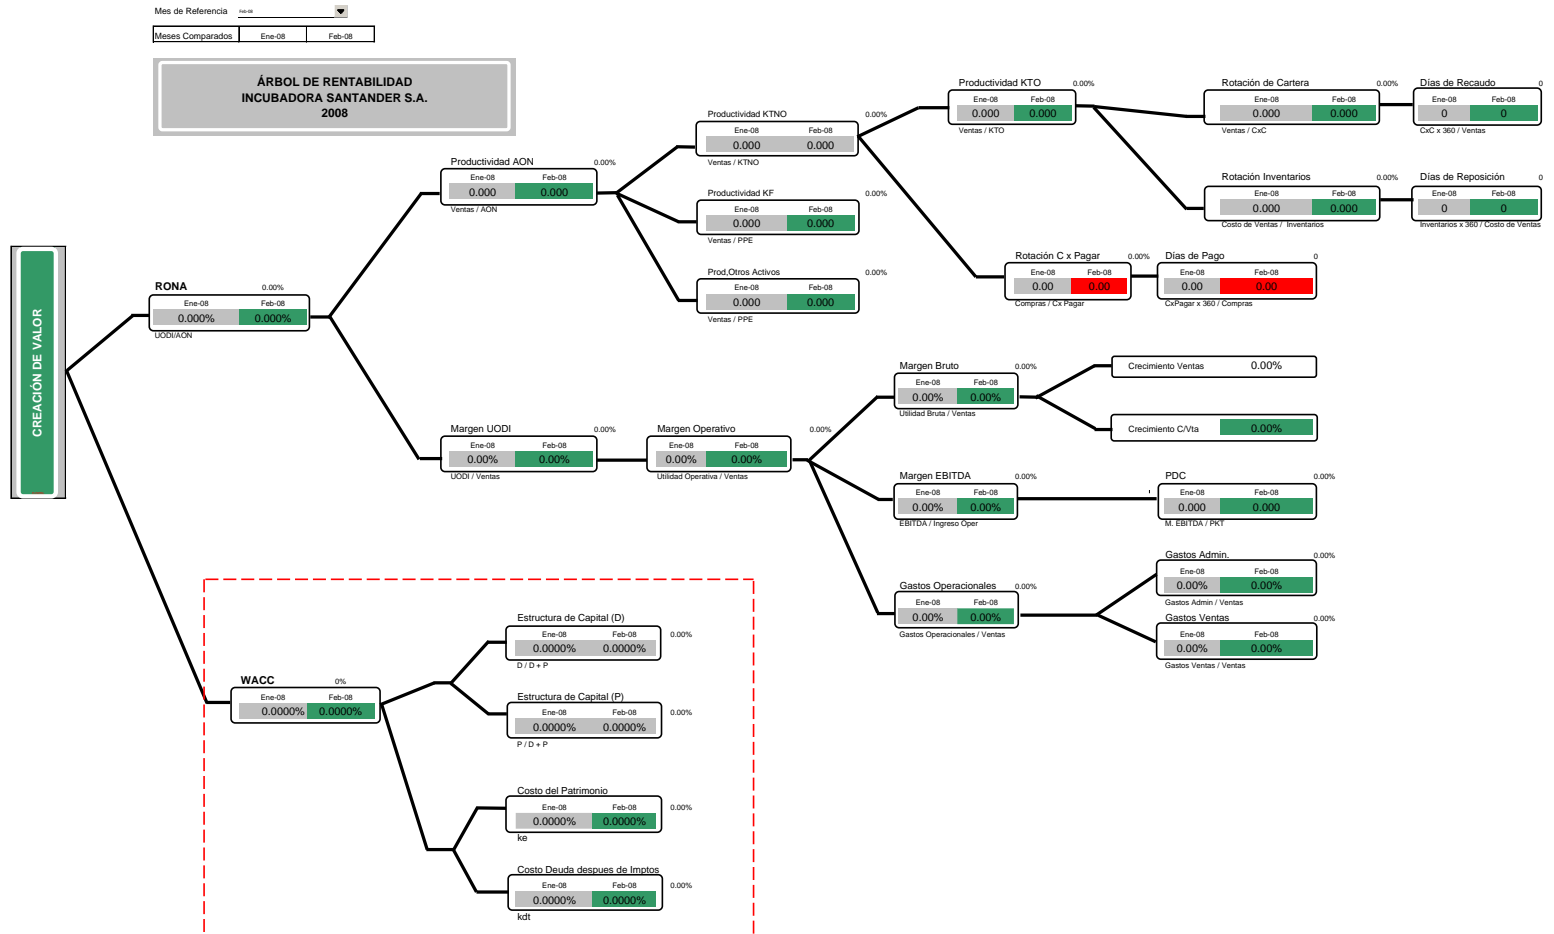 Mes de Referencia Feb-08
Meses Comparados Ene-08 Feb-08
ÁRBOL DE RENTABILIDAD
INCUBADORA SANTANDER S.A.
2008
CREACIÓN DE VALOR
RONA 0.00%
Ene-08 Feb-08
0.000% 0.000%
UODI/AON
Productividad AON 0.00%
Ene-08 Feb-08
0.000 0.000
Ventas / AON
Productividad KTNO 0.00%
Ene-08 Feb-08
0.000 0.000
Ventas / KTNO
Productividad KF 0.00%
Ene-08 Feb-08
0.000 0.000
Ventas / PPE
Prod,Otros Activos 0.00%
Ene-08 Feb-08
0.000 0.000
Ventas / PPE
Productividad KTO 0.00%
Ene-08 Feb-08
0.000 0.000
Ventas / KTO
Rotación de Cartera 0.00%
Ene-08 Feb-08
0.000 0.000
Ventas / CxC
Días de Recaudo 0
Ene-08 Feb-08
0 0
CxC x 360 / Ventas
Rotación Inventarios 0.00%
Ene-08 Feb-08
0.000 0.000
Costo de Ventas / Inventarios
Días de Reposición 0
Ene-08 Feb-08
0 0
Inventarios x 360 / Costo de Ventas
Rotación C x Pagar 0.00%
Ene-08 Feb-08
0.00 0.00
Compras / Cx Pagar
Días de Pago 0
Ene-08 Feb-08
0.00 0.00
CxPagar x 360 / Compras
Margen UODI 0.00%
Ene-08 Feb-08
0.00% 0.00%
UODI / Ventas
Margen Operativo 0.00%
Ene-08 Feb-08
0.00% 0.00%
Utilidad Operativa / Ventas
Margen Bruto 0.00%
Ene-08 Feb-08
0.00% 0.00%
Utilidad Bruta / Ventas
Crecimiento Ventas 0.00%
Crecimiento C/Vta 0.00%
Margen EBITDA 0.00%
Ene-08 Feb-08
0.00% 0.00%
EBITDA / Ingreso Oper
PDC 0.00%
Ene-08 Feb-08
0.000 0.000
M. EBITDA / PKT
Gastos Operacionales 0.00%
Ene-08 Feb-08
0.00% 0.00%
Gastos Operacionales / Ventas
Gastos Admin. 0.00%
Ene-08 Feb-08
0.00% 0.00%
Gastos Admin / Ventas
Gastos Ventas 0.00%
Ene-08 Feb-08
0.00% 0.00%
Gastos Ventas / Ventas
WACC 0%
Ene-08 Feb-08
0.0000% 0.0000%
Estructura de Capital (D)
Ene-08 Feb-08 0.00%
0.0000% 0.0000%
D / D + P
Estructura de Capital (P)
Ene-08 Feb-08 0.00%
0.0000% 0.0000%
P / D + P
Costo del Patrimonio
Ene-08 Feb-08 0.00%
0.0000% 0.0000%
ke
Costo Deuda despues de Imptos
Ene-08 Feb-08 0.00%
0.0000% 0.0000%
kdt